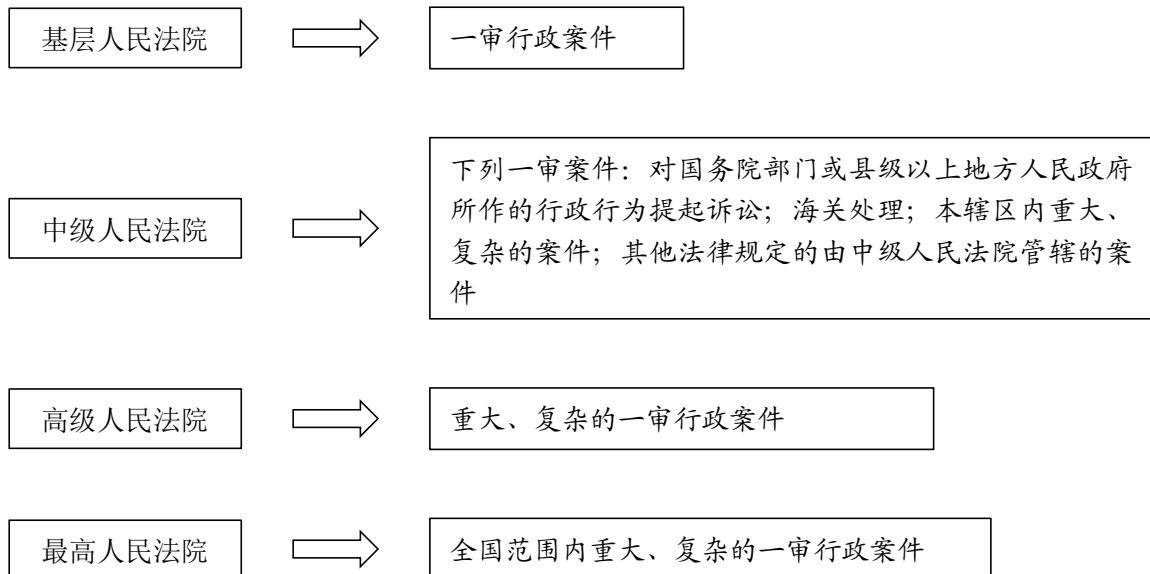 基层人民法院
一审行政案件
中级人民法院
下列一审案件：对国务院部门或县级以上地方人民政府
所作的行政行为提起诉讼；海关处理；本辖区内重大、
复杂的案件；其他法律规定的由中级人民法院管辖的案
件
高级人民法院
重大、复杂的一审行政案件
最高人民法院
全国范围内重大、复杂的一审行政案件